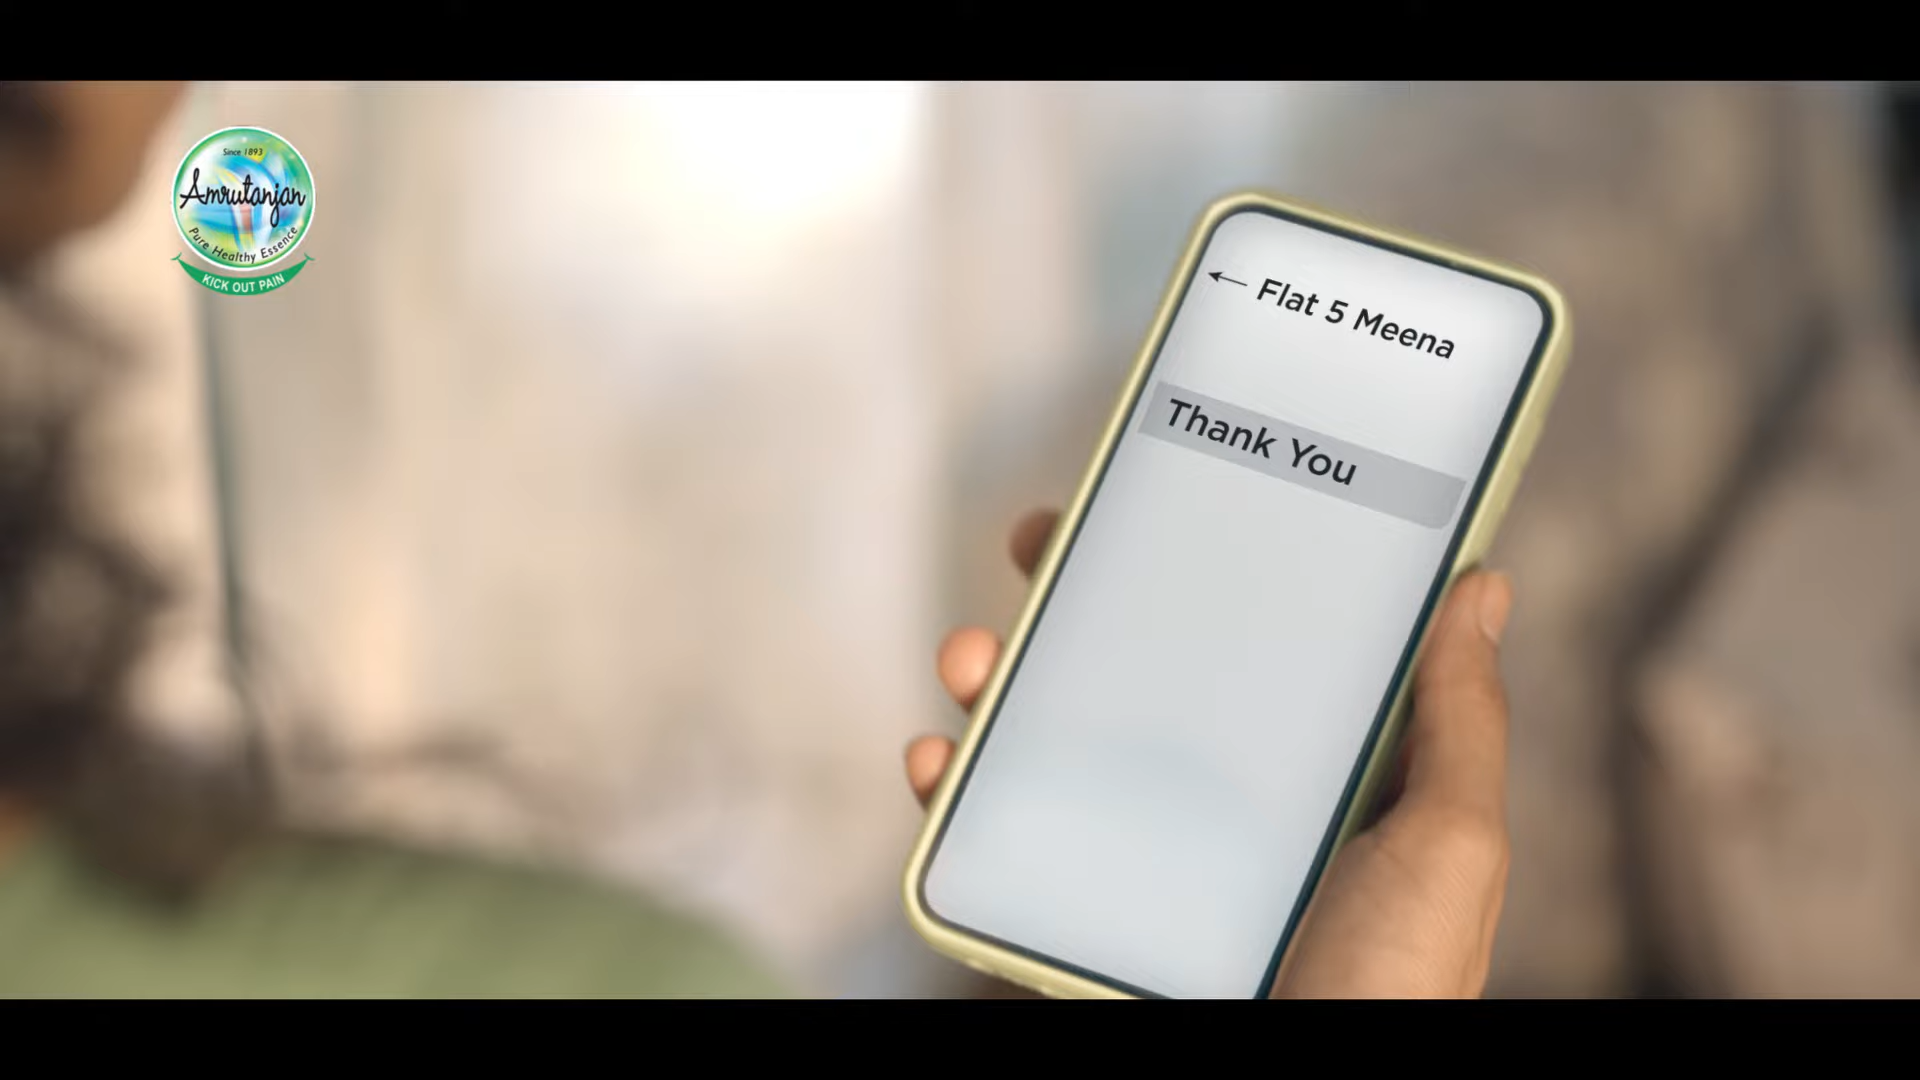 Since 1893
Amrutanjan
Pure Healthy Essence
KICK OUT PAIN
← Flat 5 Meena
Thank You